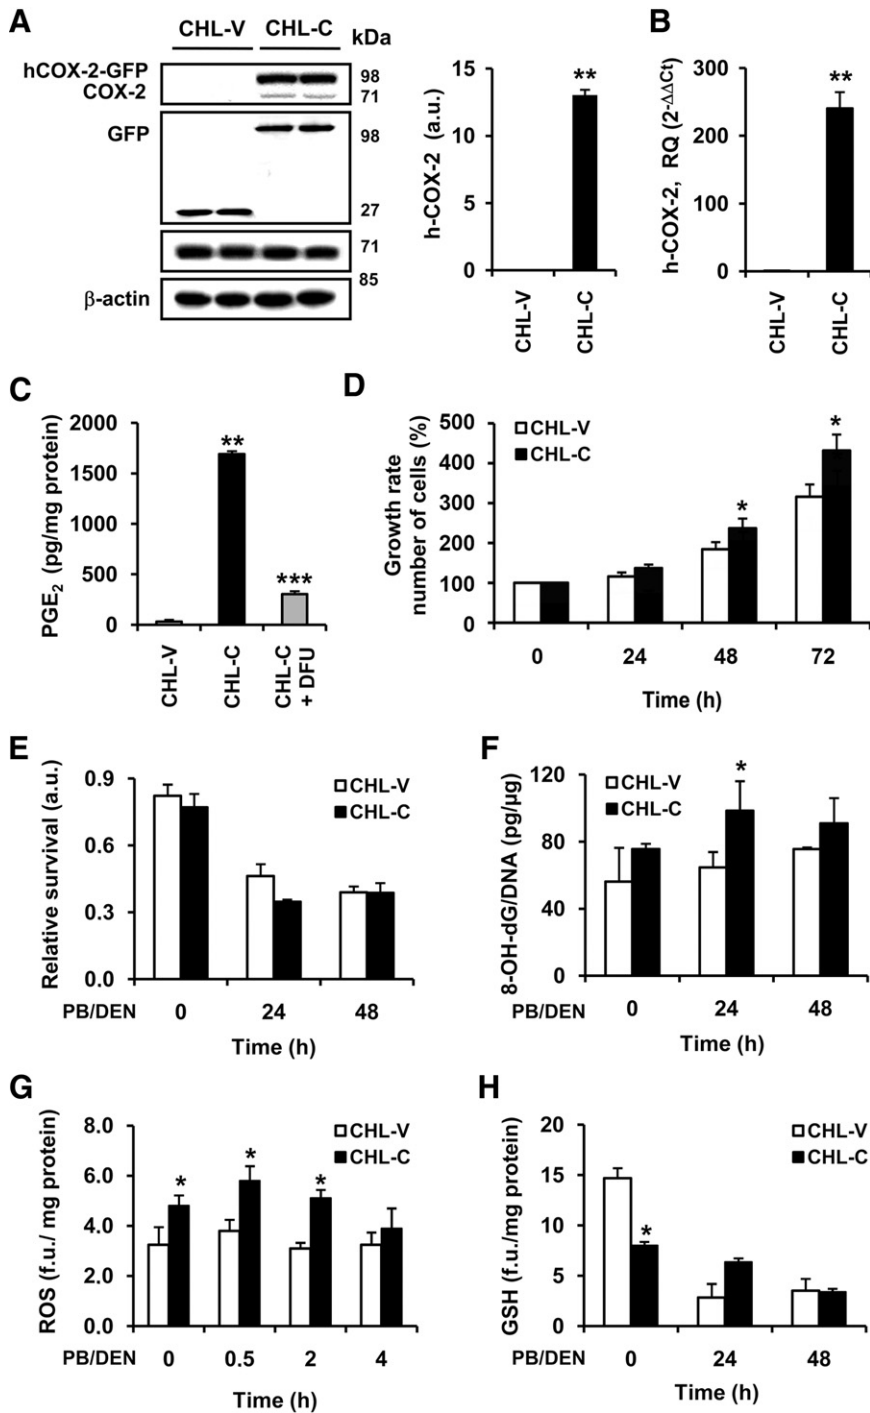 A
CHL-V CHL-C kDa
hCOX-2-GFP 98
COX-2 71
GFP 98
27
71
85
β-actin
h-COX-2 (a.u.)
15
**
10
5
0
CHL-V
CHL-C
B
h-COX-2, RQ (2-ΔΔCt)
300
**
200
100
0
CHL-V
CHL-C
C
PGE2 (pg/mg protein)
2000
**
1500
1000
***
500
0
CHL-V
CHL-C
CHL-C
+ DFU
D
Growth rate
number of cells (%)
500
CHL-V
CHL-C
*
400
300
*
200
100
0
0 24 48 72
Time (h)
E
Relative survival (a.u.)
0.9
CHL-V
CHL-C
0.6
0.3
0.0
PB/DEN 0 24 48
Time (h)
F
8-OH-dG/DNA (pg/µg)
120
CHL-V
CHL-C
*
80
40
0
PB/DEN 0 24 48
Time (h)
G
ROS (f.u./ mg protein)
8.0
CHL-V
CHL-C
6.0
* * *
4.0
2.0
0.0
PB/DEN 0 0.5 2 4
Time (h)
H
GSH (f.u./mg protein)
20
CHL-V
CHL-C
15
10
*
5
0
PB/DEN 0 24 48
Time (h)